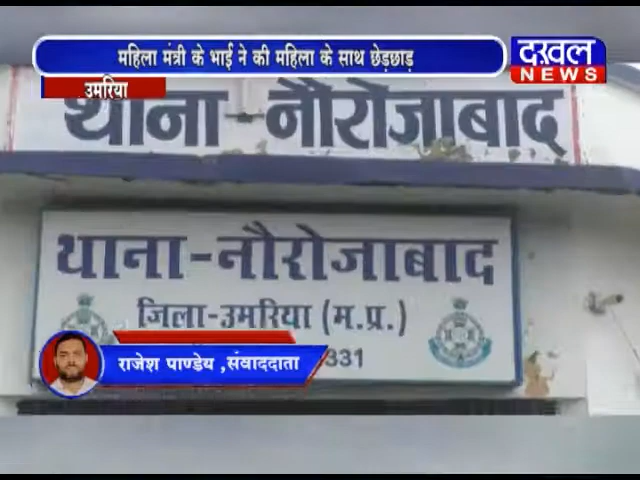 महिला मंत्री के भाई ने की महिला के साथ छेड़छाड़
दख़ल
NEWS
उमरिया
थाना-नौरोजाबाद
थाना-नौरोजाबाद
जिला-उमरिया (म.प्र.)
331
राजेश पाण्डेय ,संवाददाता